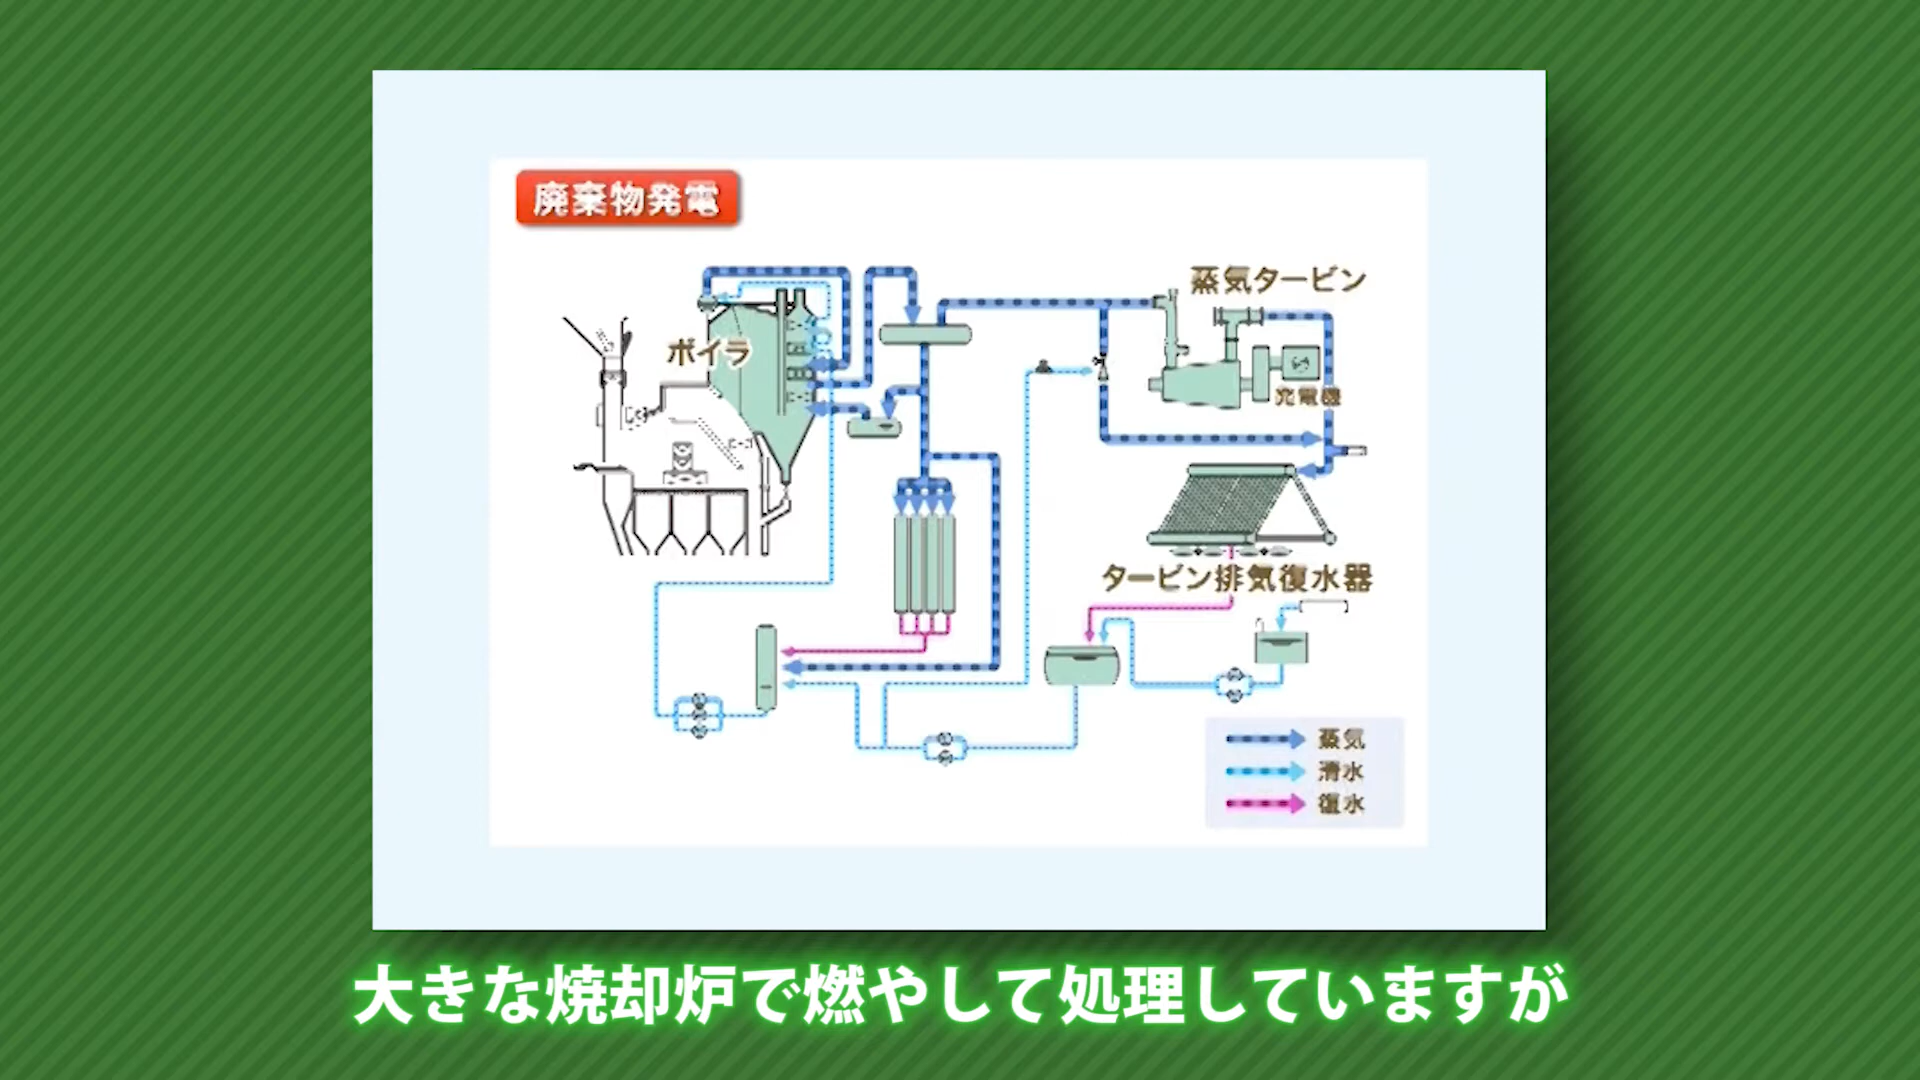 廃棄物発電
蒸気タービン
ボイラ
発電機
タービン排気復水器
蒸気
清水
復水
大きな焼却炉で燃やして処理していますが